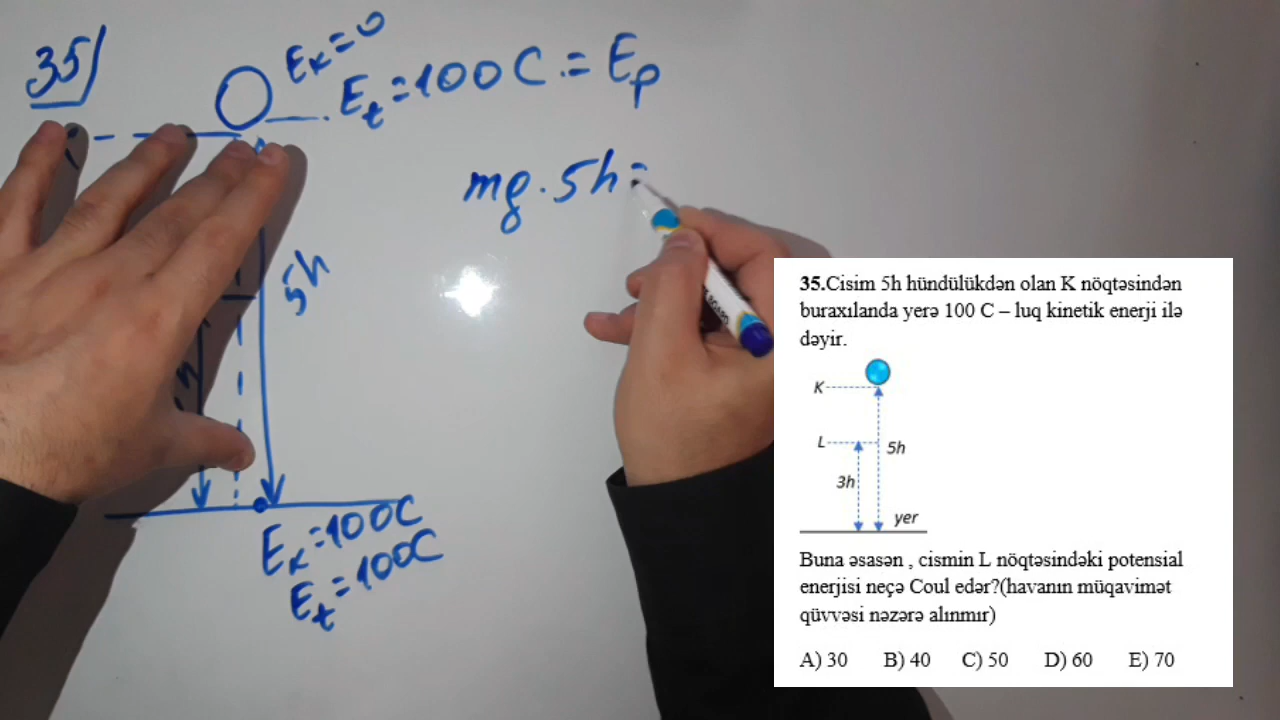 35/
Eₖ=0
Eₜ=100C.=Eₚ
mg.5h=
5h
Eₖ=100C
Eₜ=100C
35.Cisim 5h hündülükdən olan K nöqtəsindən
buraxılanda yerə 100 C – luq kinetik enerji ilə
dəyir.
K
L
5h
3h
yer
Buna əsasən , cismin L nöqtəsindəki potensial
enerjisi neçə Coul edər?(havanın müqavimət
qüvvəsi nəzərə alınmır)
A) 30 B) 40 C) 50 D) 60 E) 70